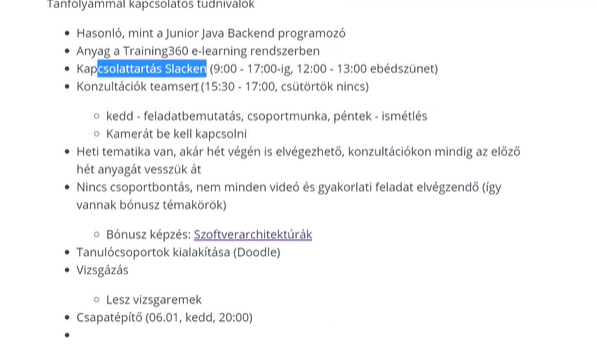 Tanfolyammal kapcsolatos tudnivalók
Hasonló, mint a Junior Java Backend programozó
Anyag a Training360 e-learning rendszerben
Kapcsolattartás Slacken (9:00 - 17:00-ig, 12:00 - 13:00 ebédszünet)
Konzultációk teamsen (15:30 - 17:00, csütörtök nincs)
kedd - feladatbemutatás, csoportmunka, péntek - ismétlés
Kamerát be kell kapcsolni
Heti tematika van, akár hét végén is elvégezhető, konzultációkon mindig az előző
hét anyagát vesszük át
Nincs csoportbontás, nem minden videó és gyakorlati feladat elvégzendő (így
vannak bónusz témakörök)
Bónusz képzés: Szoftverarchitektúrák
Tanulócsoportok kialakítása (Doodle)
Vizsgázás
Lesz vizsgaremek
Csapatépítő (06.01, kedd, 20:00)